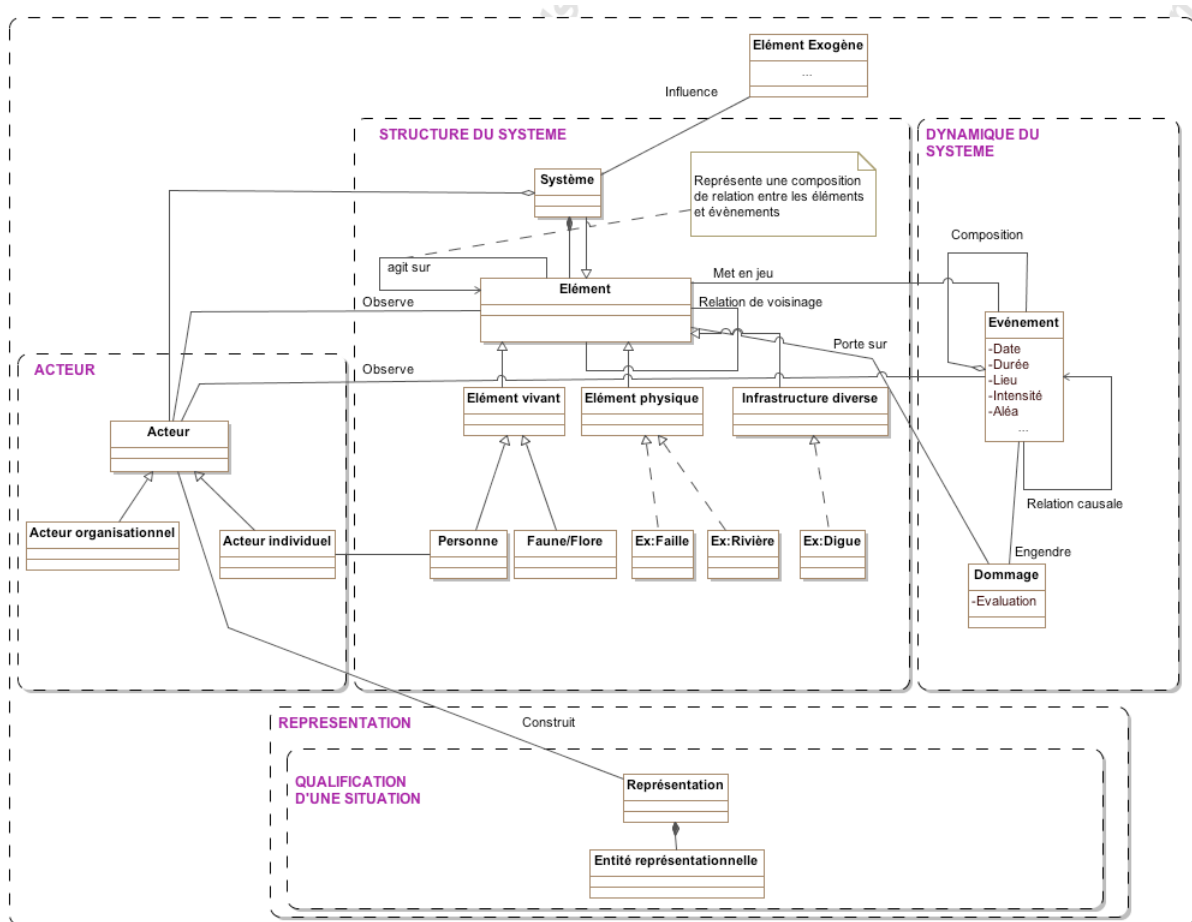 Elément Exogène
...
Influence
STRUCTURE DU SYSTEME
DYNAMIQUE DU
SYSTEME
Système
Représente une composition
de relation entre les éléments
et évènements
Composition
agit sur
Met en jeu
Elément
Observe
Relation de voisinage
Evénement
-Date
-Durée
-Lieu
-Intensité
-Aléa
...
Porte sur
ACTEUR
Observe
Elément vivant
Elément physique
Infrastructure diverse
Acteur
Relation causale
Acteur organisationnel
Acteur individuel
Personne
Faune/Flore
Ex:Faille
Ex:Rivière
Ex:Digue
Engendre
Dommage
-Evaluation
REPRESENTATION
Construit
QUALIFICATION
D'UNE SITUATION
Représentation
Entité représentationnelle